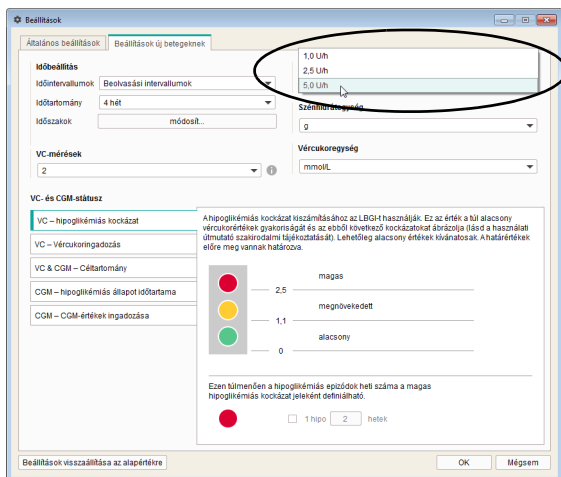 Beállítások
Általános beállítások
Beállítások új betegeknek
Időbeállítás
Időintervallumok
Beolvasási intervallumok
Időtartomány
4 hét
Időszakok
módosít...
VC-mérések
2
1,0 U/h
2,5 U/h
5,0 U/h
Szénhidrátegység
g
Vércukoregység
mmol/L
VC- és CGM-státusz
VC – hipoglikémiás kockázat
VC – Vércukoringadozás
VC & CGM – Céltartomány
CGM – hipoglikémiás állapot időtartama
CGM – CGM-értékek ingadozása
A hipoglikémiás kockázat kiszámításához az LBGI-t használják. Ez az érték a túl alacsony
vércukorértékek gyakoriságát és az ebből következő kockázatokat ábrázolja (lásd a használati
útmutató szakirodalmi tájékoztatását). Lehetőleg alacsony értékek kívánatosak. A határértékek
előre meg vannak határozva.
magas
2,5
megnövekedett
1,1
alacsony
0
Ezen túlmenően a hipoglikémiás epizódok heti száma a magas
hipoglikémiás kockázat jeleként definiálható.
1 hipo 2 hetek
Beállítások visszaállítása az alapértékre
OK
Mégsem